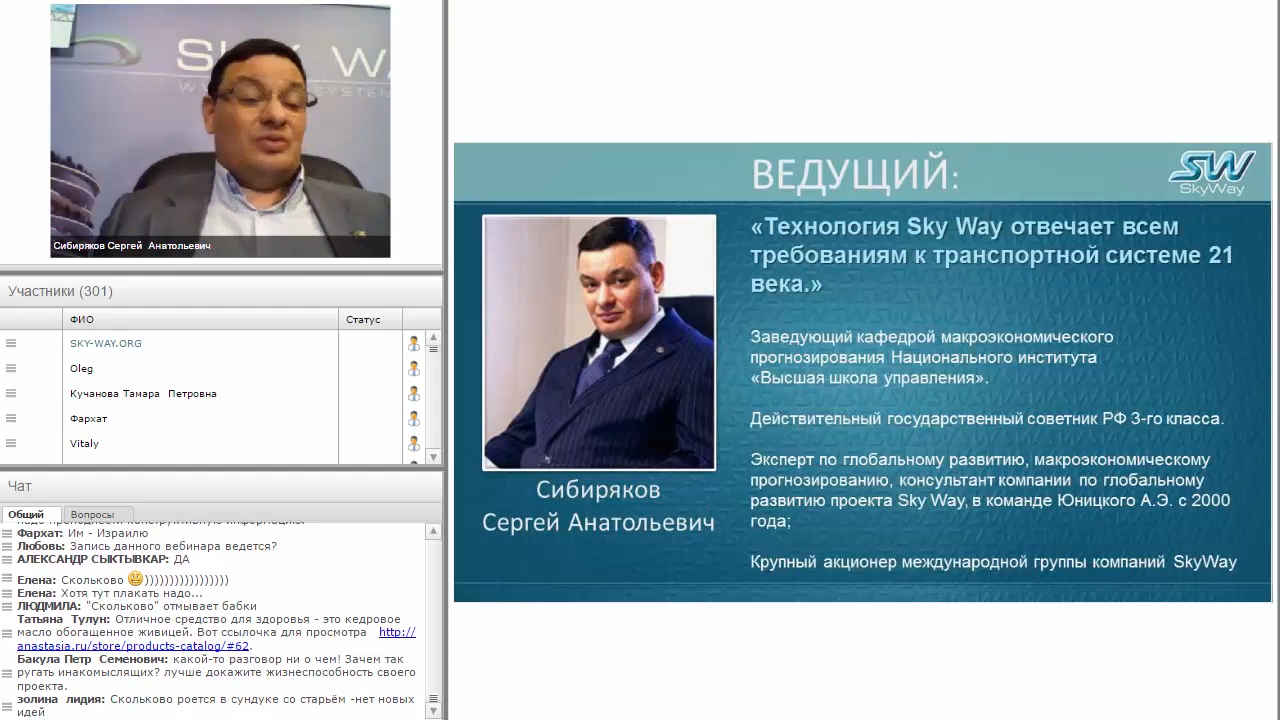 SKY WA
SYSTEM
Сибиряков Сергей Анатольевич
Участники (301)
ФИО
Статус
SKY-WAY.ORG
Oleg
Кучанова Тамара Петровна
Фархат
Vitaly
Чат
Общий
Вопросы
Фархат: Им - Израилю
Любовь: Запись данного вебинара ведется?
АЛЕКСАНДР СЫКТЫВКАР: ДА
Елена: Сколько́во )))))))))))))))))
Елена: Хотя тут плакать надо...
ЛЮДМИЛА: "Сколково" отмывает бабки
Татьяна Тулун: Отличное средство для здоровья - это кедровое
масло обогащенное живицей. Вот ссылочка для просмотра http://
anastasia.ru/store/products-catalog/#62.
Бакула Петр Семенович: какой-то разговор ни о чем! Зачем так
ругать инакомыслящих? лучше докажите жизнеспособность своего
проекта.
золина лидия: Сколково роется в сундуке со старьём -нет новых
идей
ВЕДУЩИЙ:
SW
SkyWay
«Технология Sky Way отвечает всем
требованиям к транспортной системе 21
века.»
Заведующий кафедрой макроэкономического
прогнозирования Национального института
«Высшая школа управления».
Действительный государственный советник РФ 3-го класса.
Эксперт по глобальному развитию, макроэкономическому
прогнозированию, консультант компании по глобальному
развитию проекта Sky Way, в команде Юницкого А.Э. с 2000
года;
Крупный акционер международной группы компаний SkyWay
Сибиряков
Сергей Анатольевич